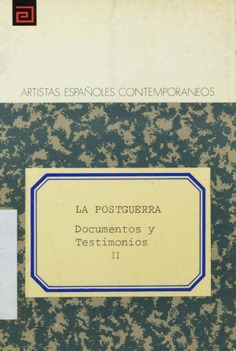 ARTISTAS ESPAÑOLES CONTEMPORANEOS
LA POSTGUERRA
Documentos y
Testimonios
II